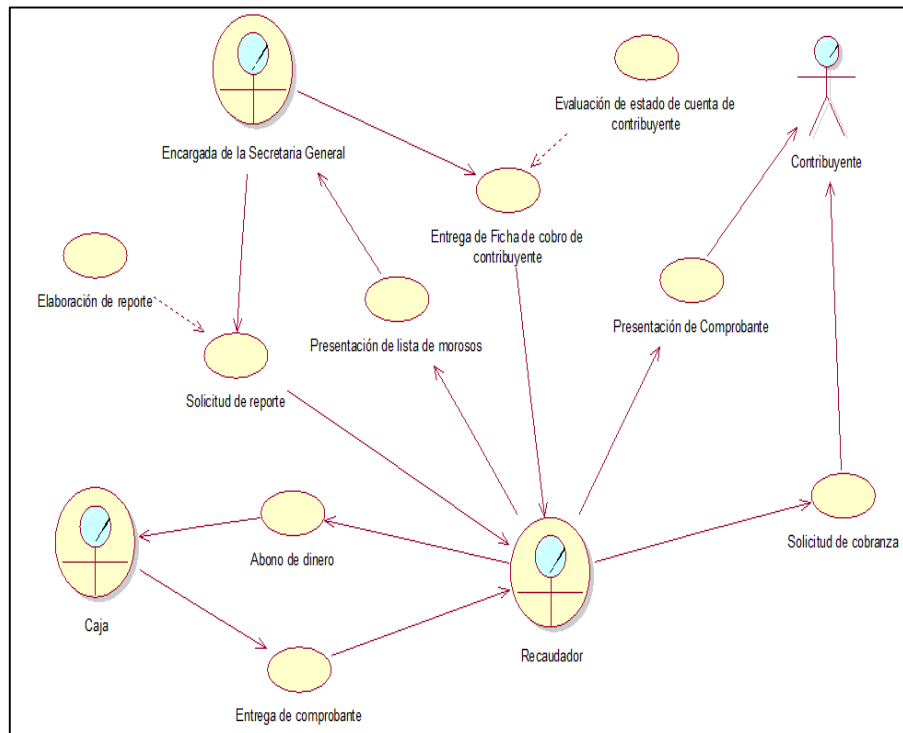 Evaluación de estado de cuenta de
contribuyente
Encargada de la Secretaria General
Contribuyente
Entrega de Ficha de cobro de
contribuyente
Elaboración de reporte
Presentación de lista de morosos
Presentación de Comprobante
Solicitud de reporte
Abono de dinero
Solicitud de cobranza
Caja
Recaudador
Entrega de comprobante